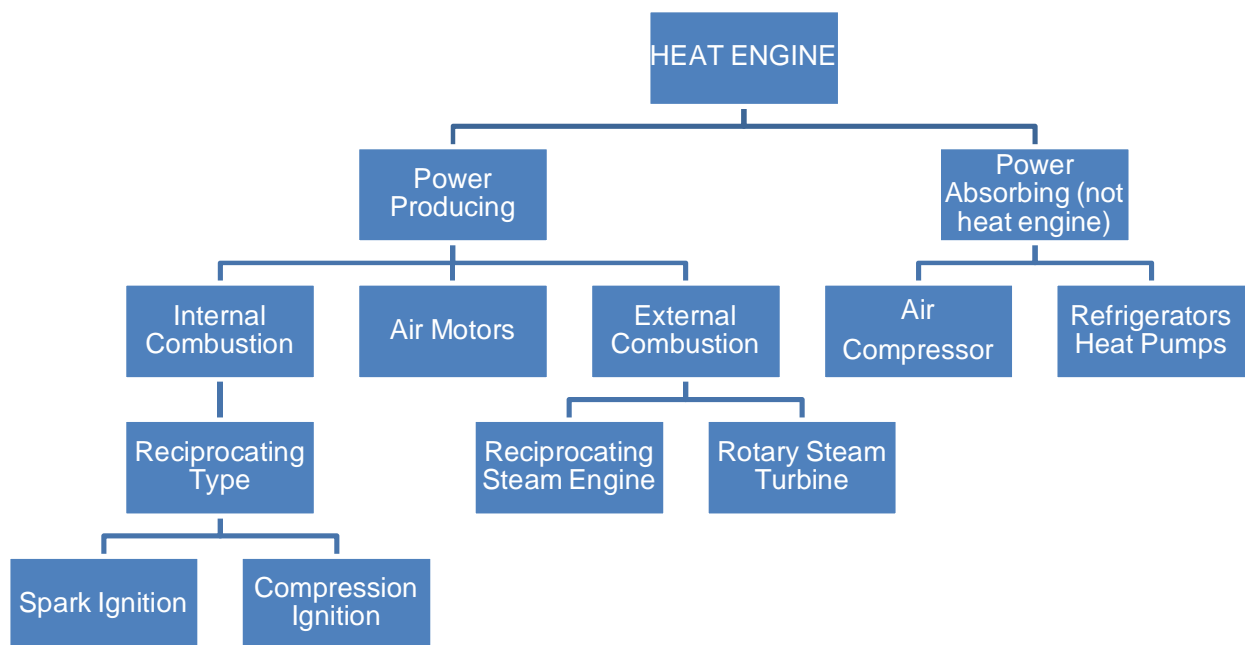 HEAT ENGINE
Power
Producing
Power
Absorbing (not
heat engine)
Internal
Combustion
Air Motors
External
Combustion
Air
Compressor
Refrigerators
Heat Pumps
Reciprocating
Type
Reciprocating
Steam Engine
Rotary Steam
Turbine
Spark Ignition
Compression
Ignition